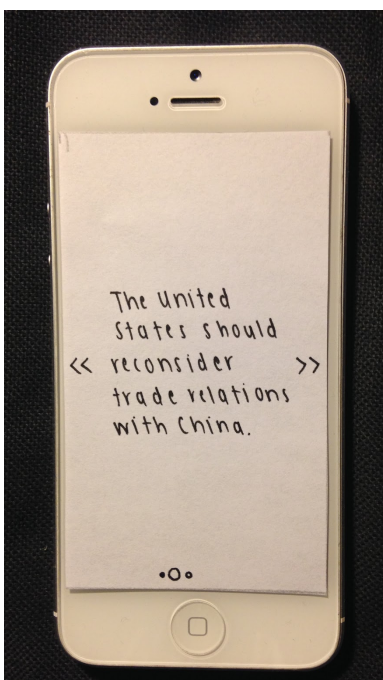 The United
States should
<< reconsider >>
trade relations
with China.